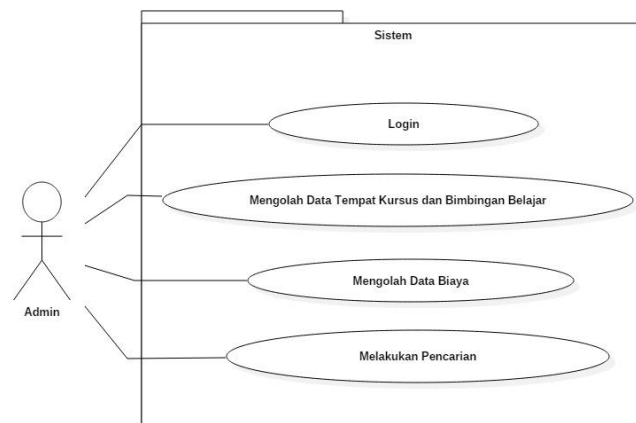 Sistem
Login
Mengolah Data Tempat Kursus dan Bimbingan Belajar
Mengolah Data Biaya
Admin
Melakukan Pencarian